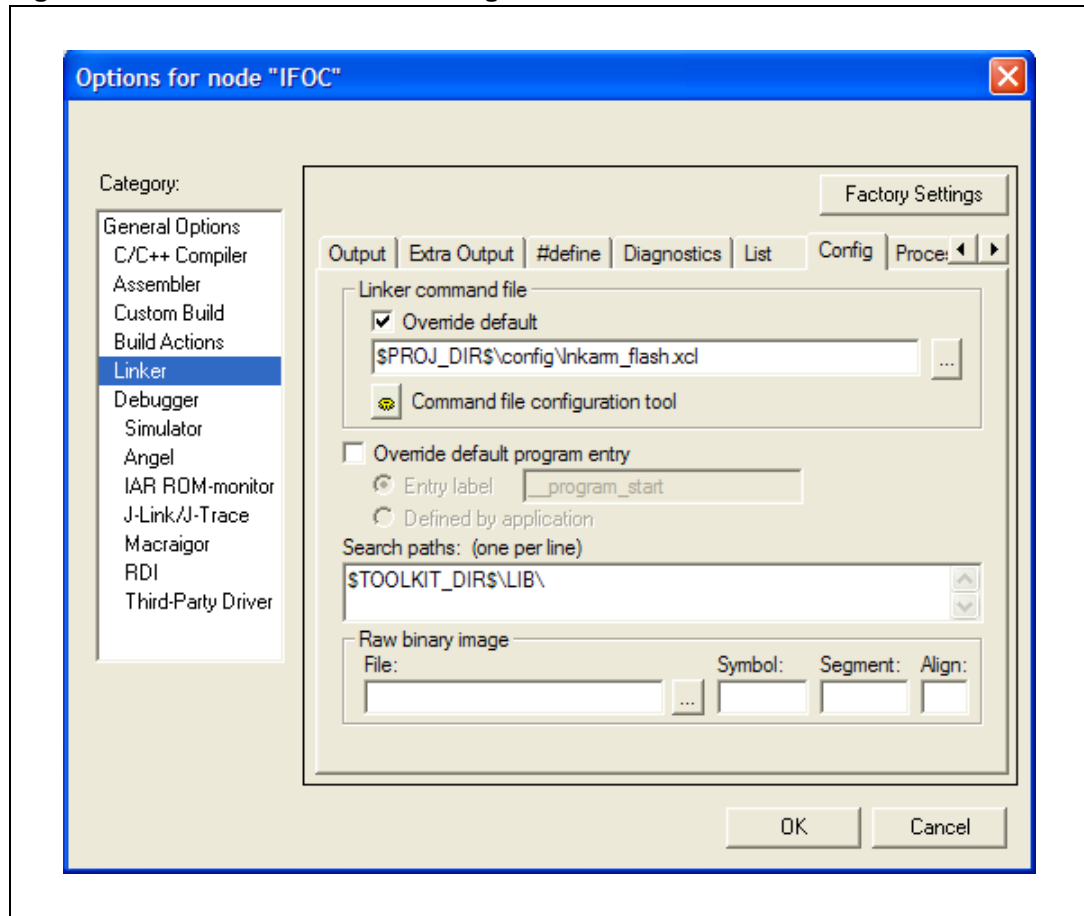 Options for node "IFOC"
Category:
Factory Settings
General Options
C/C++ Compiler
Assembler
Custom Build
Build Actions
Linker
Debugger
Simulator
Angel
IAR ROM-monitor
J-Link/J-Trace
Macraigor
RDI
Third-Party Driver
Output Extra Output #define Diagnostics List Config
Linker command file
Override default
$PROJ_DIR$\config\lnkarm_flash.xcl ...
Command file configuration tool
Override default program entry
Entry label __program_start
Defined by application
Search paths: (one per line)
$TOOLKIT_DIR$\LIB\
Raw binary image
File: Symbol: Segment: Align:
...
OK Cancel